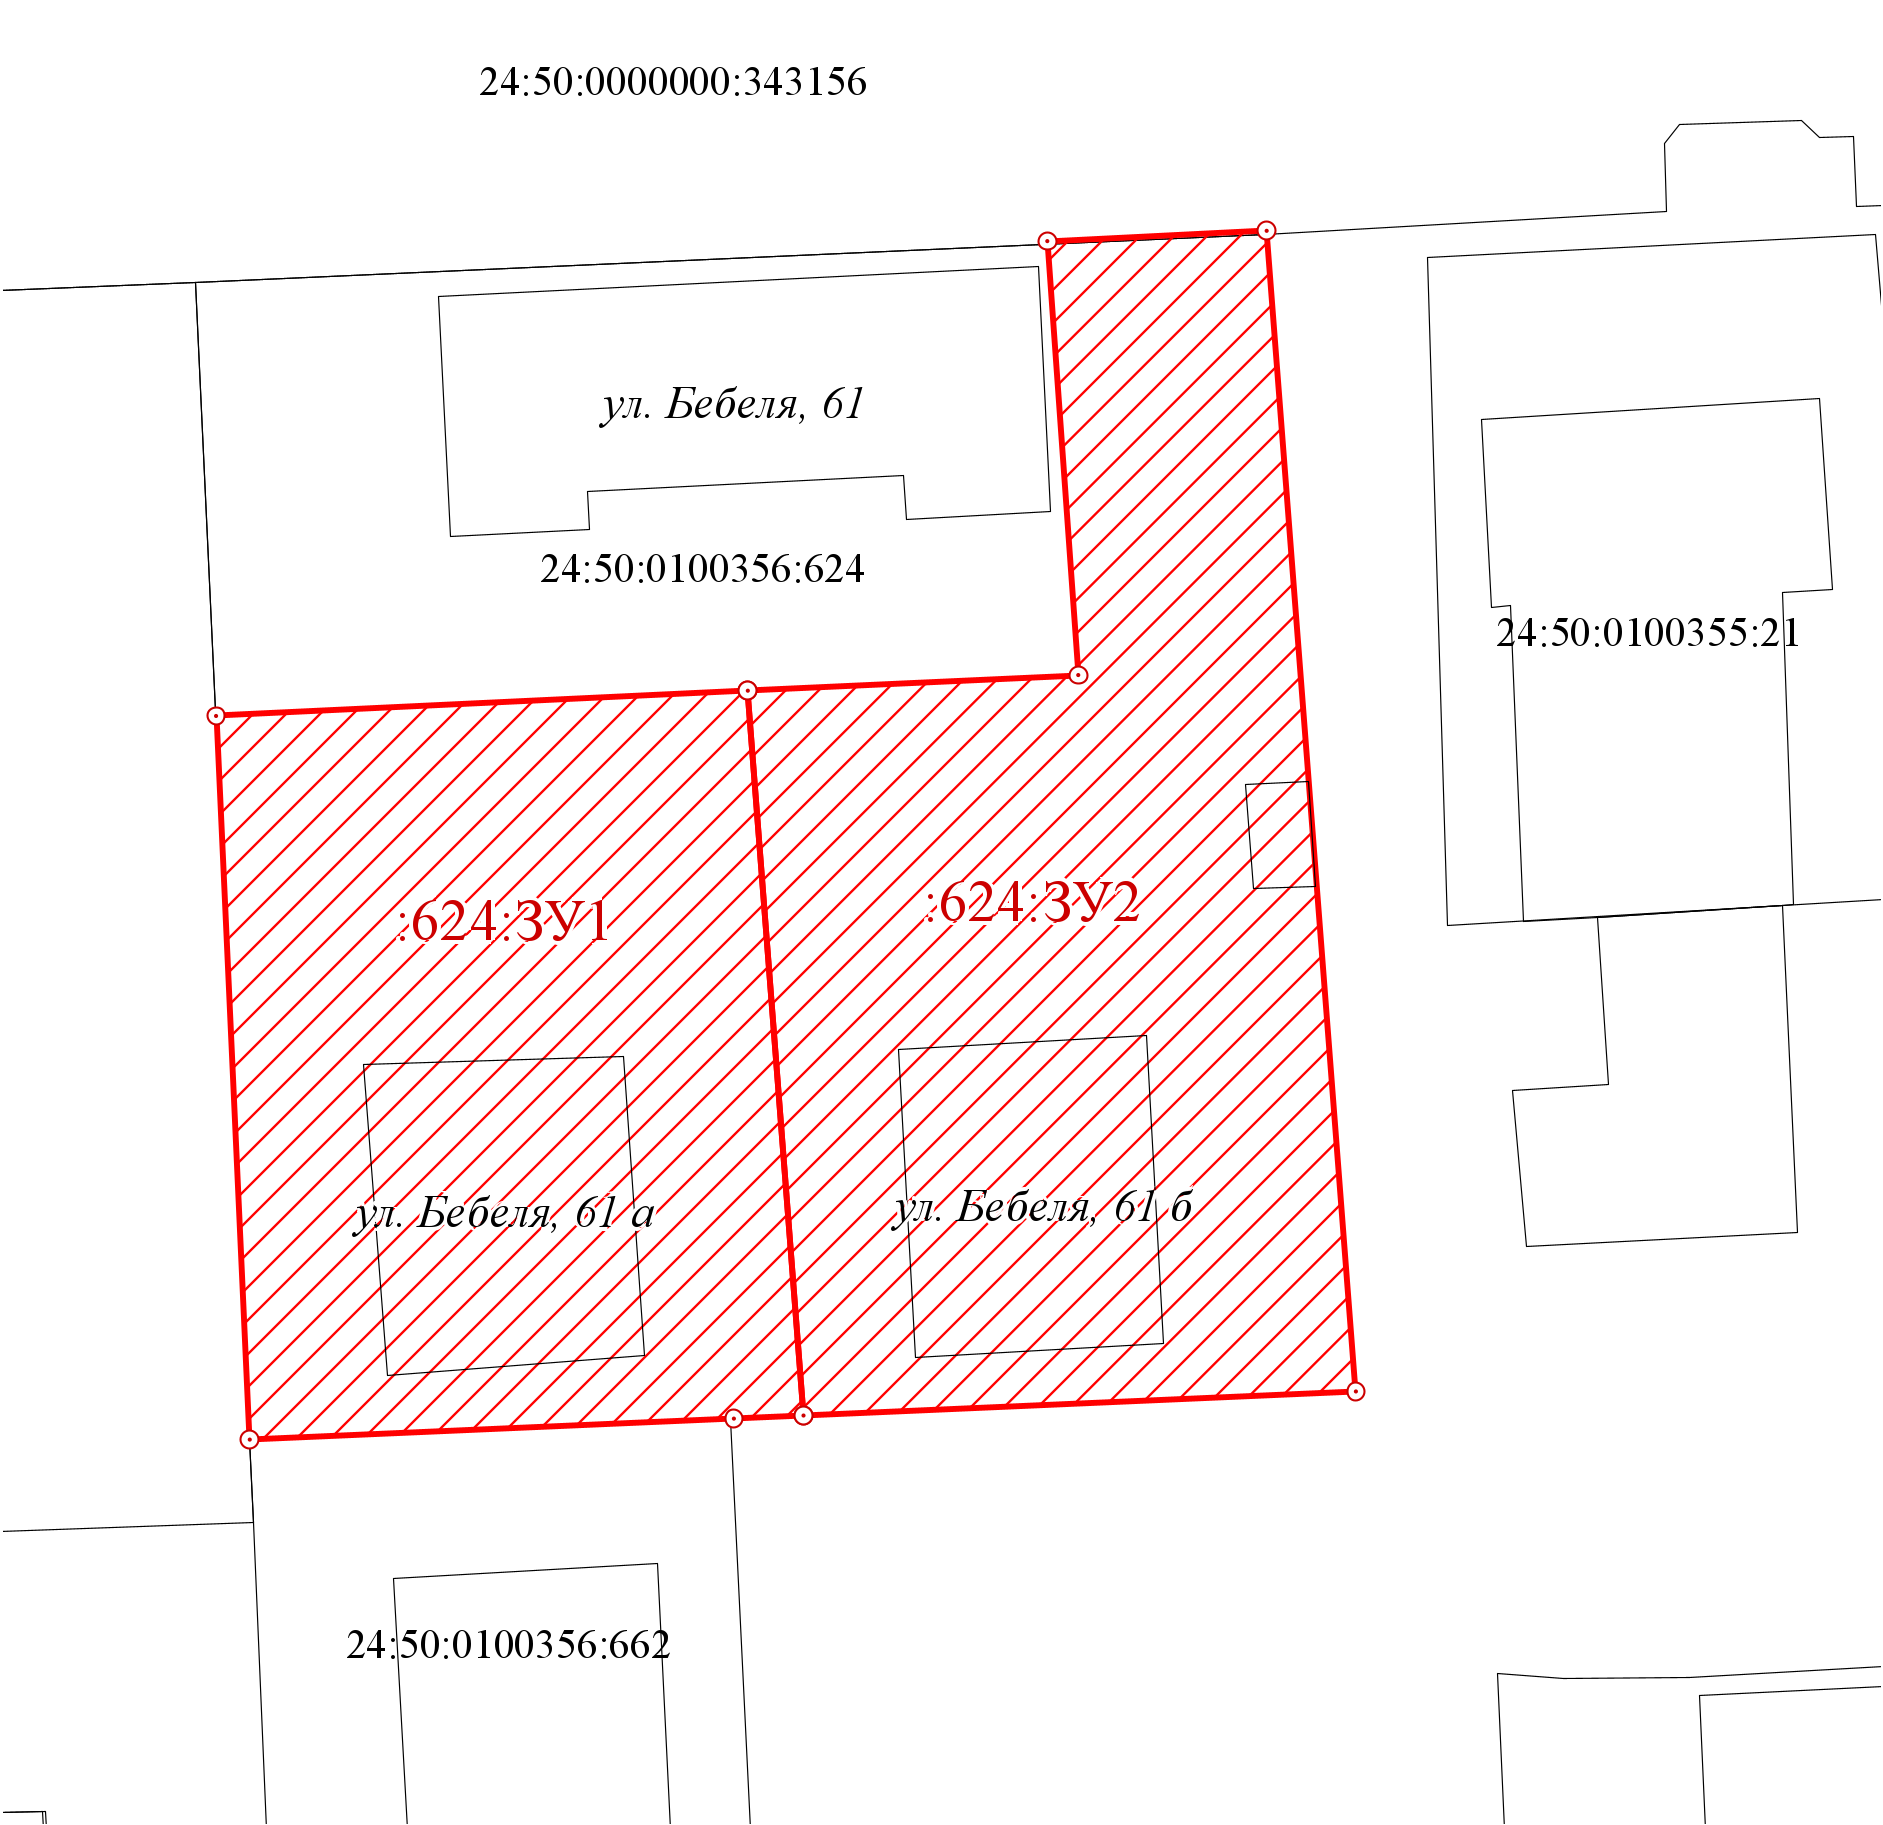 24:50:0000000:343156
ул. Бебеля, 61
24:50:0100356:624
24:50:0100355:21
:624:ЗУ1
:624:ЗУ2
ул. Бебеля, 61 а
ул. Бебеля, 61 б
24:50:0100356:662